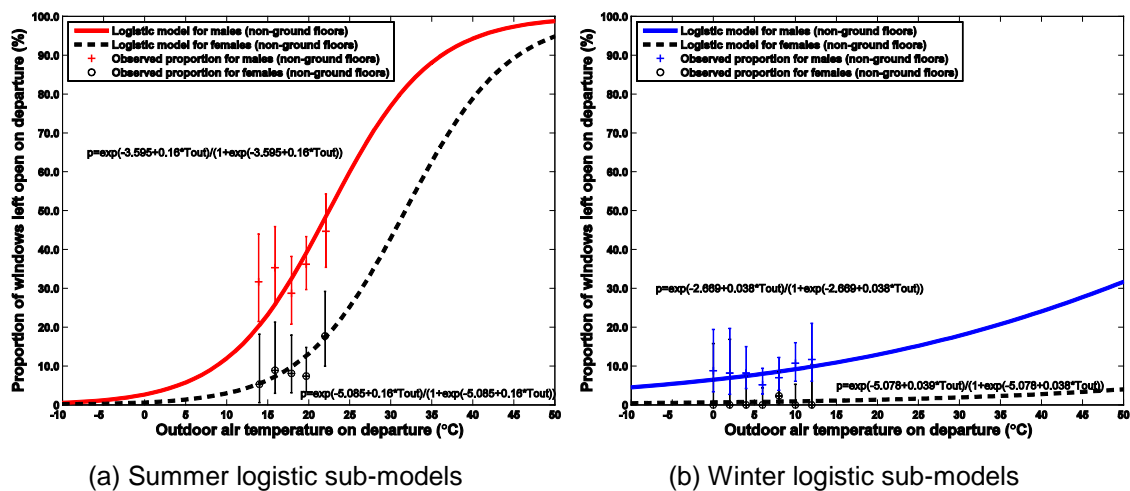 100.0
90.0
80.0
70.0
60.0
50.0
40.0
30.0
20.0
10.0
0.0
Proportion of windows left open on departure (%)
Logistic model for males (non-ground floors)
Logistic model for females (non-ground floors)
Observed proportion for males (non-ground floors)
Observed proportion for females (non-ground floors)
p=exp(-3.595+0.16*Tout)/(1+exp(-3.595+0.16*Tout))
p=exp(-5.085+0.16*Tout)/(1+exp(-5.085+0.16*Tout))
-10 -5 0 5 10 15 20 25 30 35 40 45 50
Outdoor air temperature on departure (°C)
(a) Summer logistic sub-models
100.0
90.0
80.0
70.0
60.0
50.0
40.0
30.0
20.0
10.0
0.0
Proportion of windows left open on departure (%)
Logistic model for males (non-ground floors)
Logistic model for females (non-ground floors)
Observed proportion for males (non-ground floors)
Observed proportion for females (non-ground floors)
p=exp(-2.669+0.038*Tout)/(1+exp(-2.669+0.038*Tout))
p=exp(-5.078+0.039*Tout)/(1+exp(-5.078+0.038*Tout))
-10 -5 0 5 10 15 20 25 30 35 40 45 50
Outdoor air temperature on departure (°C)
(b) Winter logistic sub-models